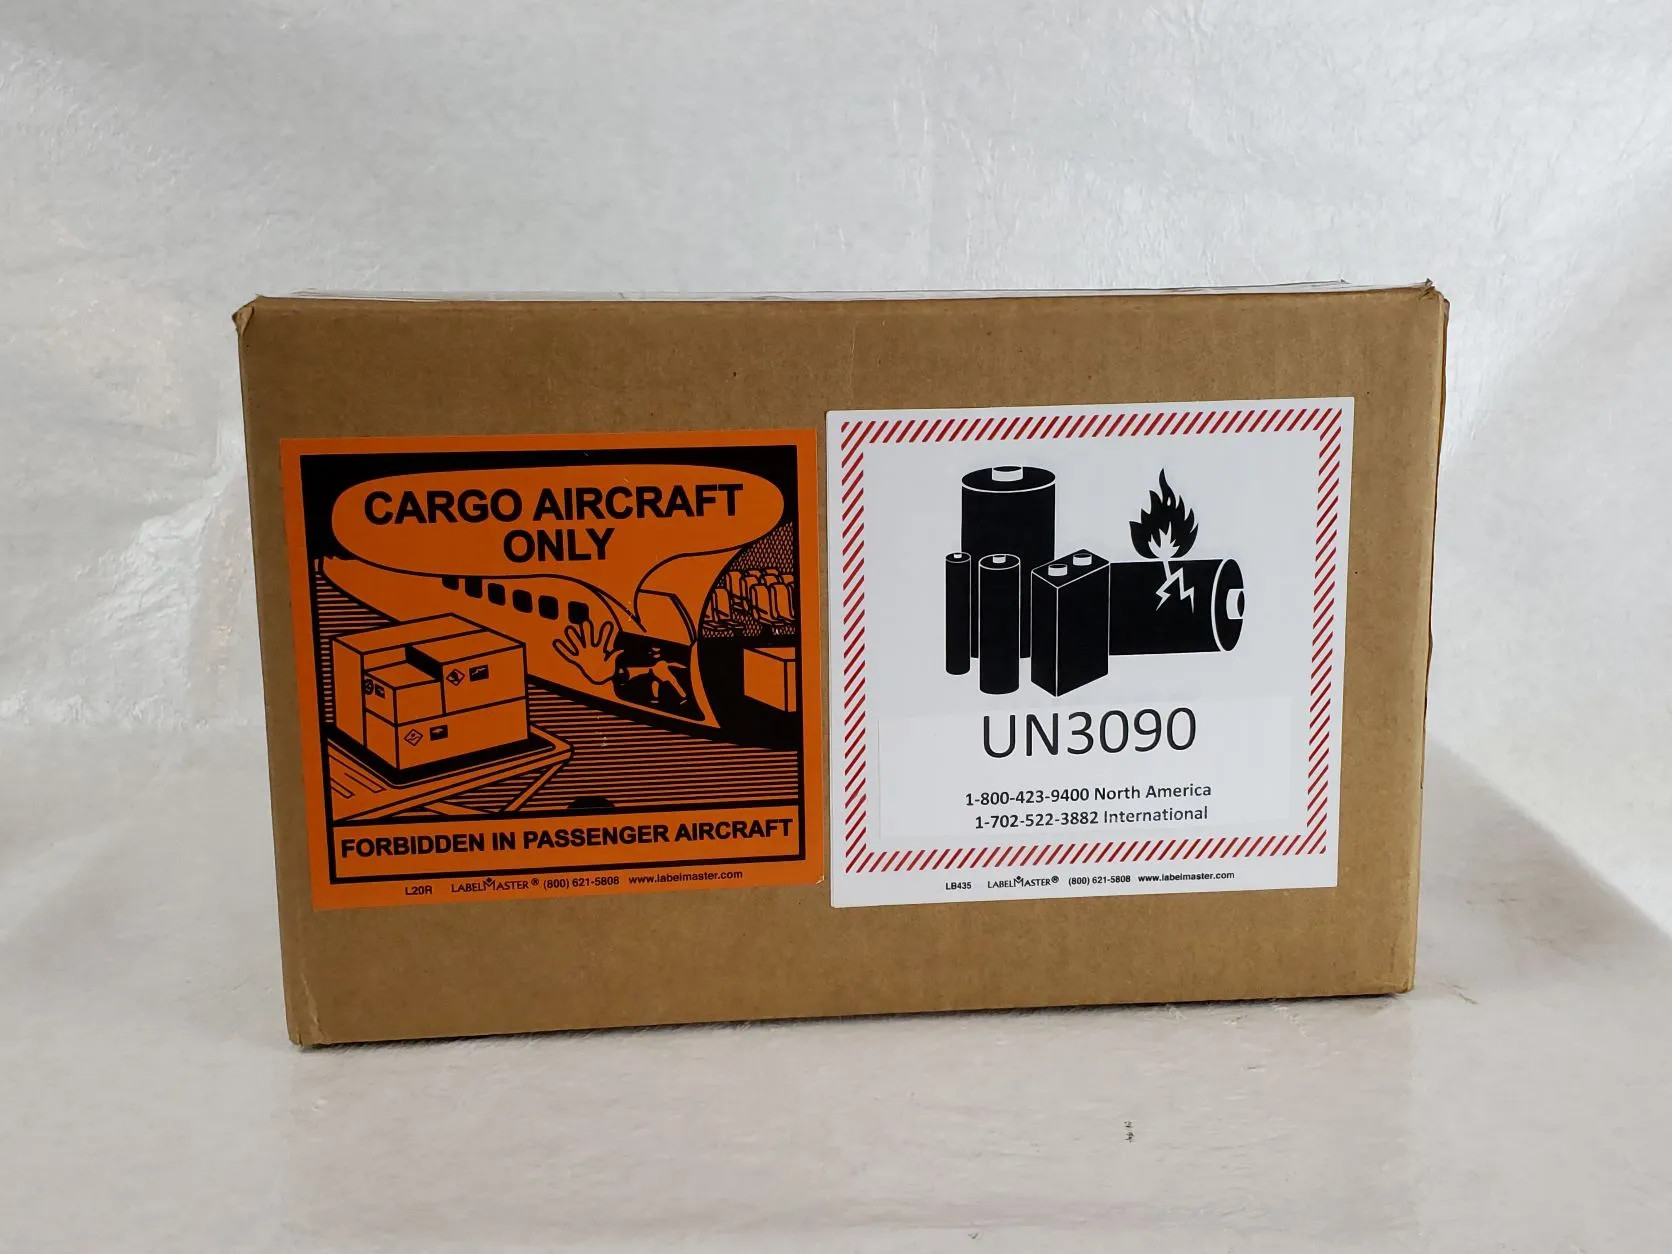 CARGO AIRCRAFT
ONLY
FORBIDDEN IN PASSENGER AIRCRAFT
L20R LABELMASTER® (800) 621-5808 www.labelmaster.com
UN3090
1-800-423-9400 North America
1-702-522-3882 International
LB435 LABELMASTER® (800) 621-5808 www.labelmaster.com